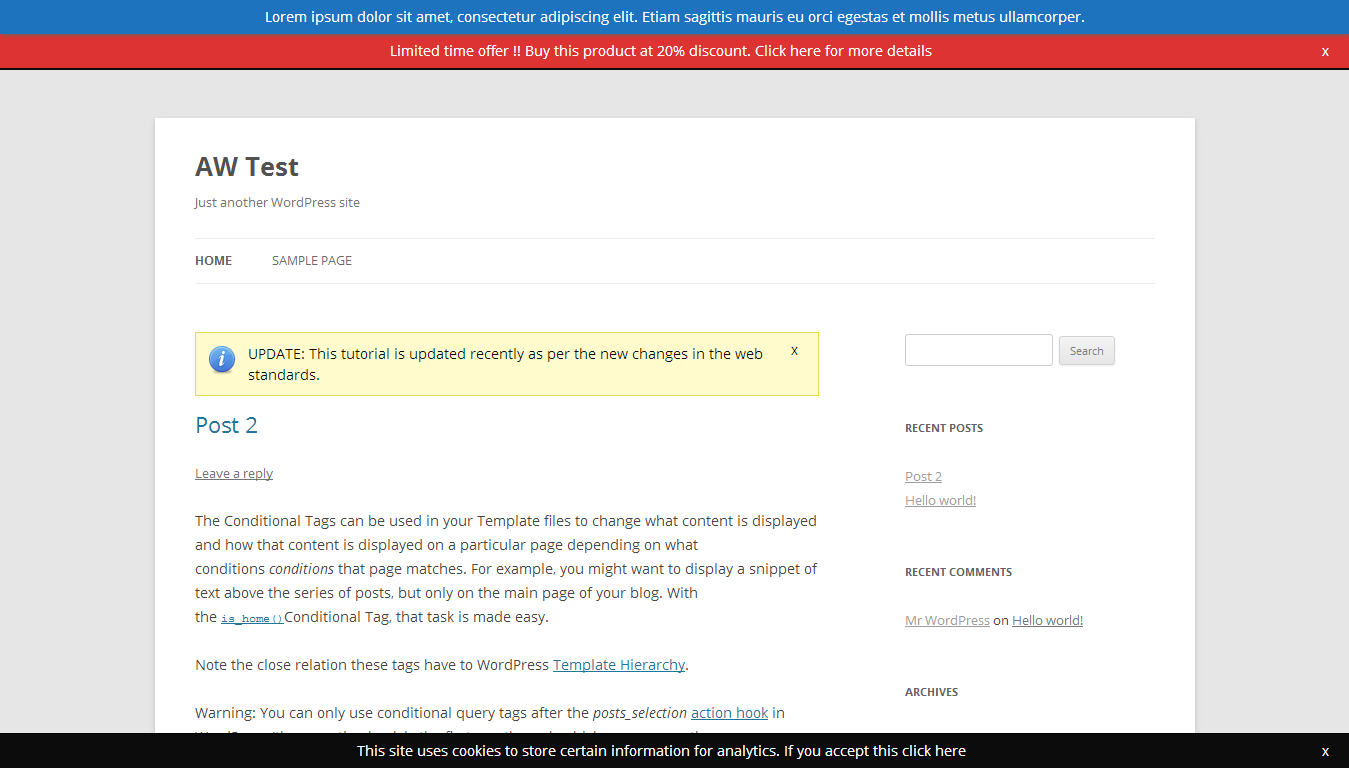 Lorem ipsum dolor sit amet, consectetur adipiscing elit. Etiam sagittis mauris eu orci egestas et mollis metus ullamcorper.
Limited time offer !! Buy this product at 20% discount. Click here for more details
x
AW Test
Just another WordPress site
HOME
SAMPLE PAGE
UPDATE: This tutorial is updated recently as per the new changes in the web
standards.
X
Post 2
Leave a reply
The Conditional Tags can be used in your Template files to change what content is displayed
and how that content is displayed on a particular page depending on what
conditions conditions that page matches. For example, you might want to display a snippet of
text above the series of posts, but only on the main page of your blog. With
the is_home()Conditional Tag, that task is made easy.
Note the close relation these tags have to WordPress Template Hierarchy.
Warning: You can only use conditional query tags after the posts_selection action hook in
Search
RECENT POSTS
Post 2
Hello world!
RECENT COMMENTS
Mr WordPress on Hello world!
ARCHIVES
This site uses cookies to store certain information for analytics. If you accept this click here
x